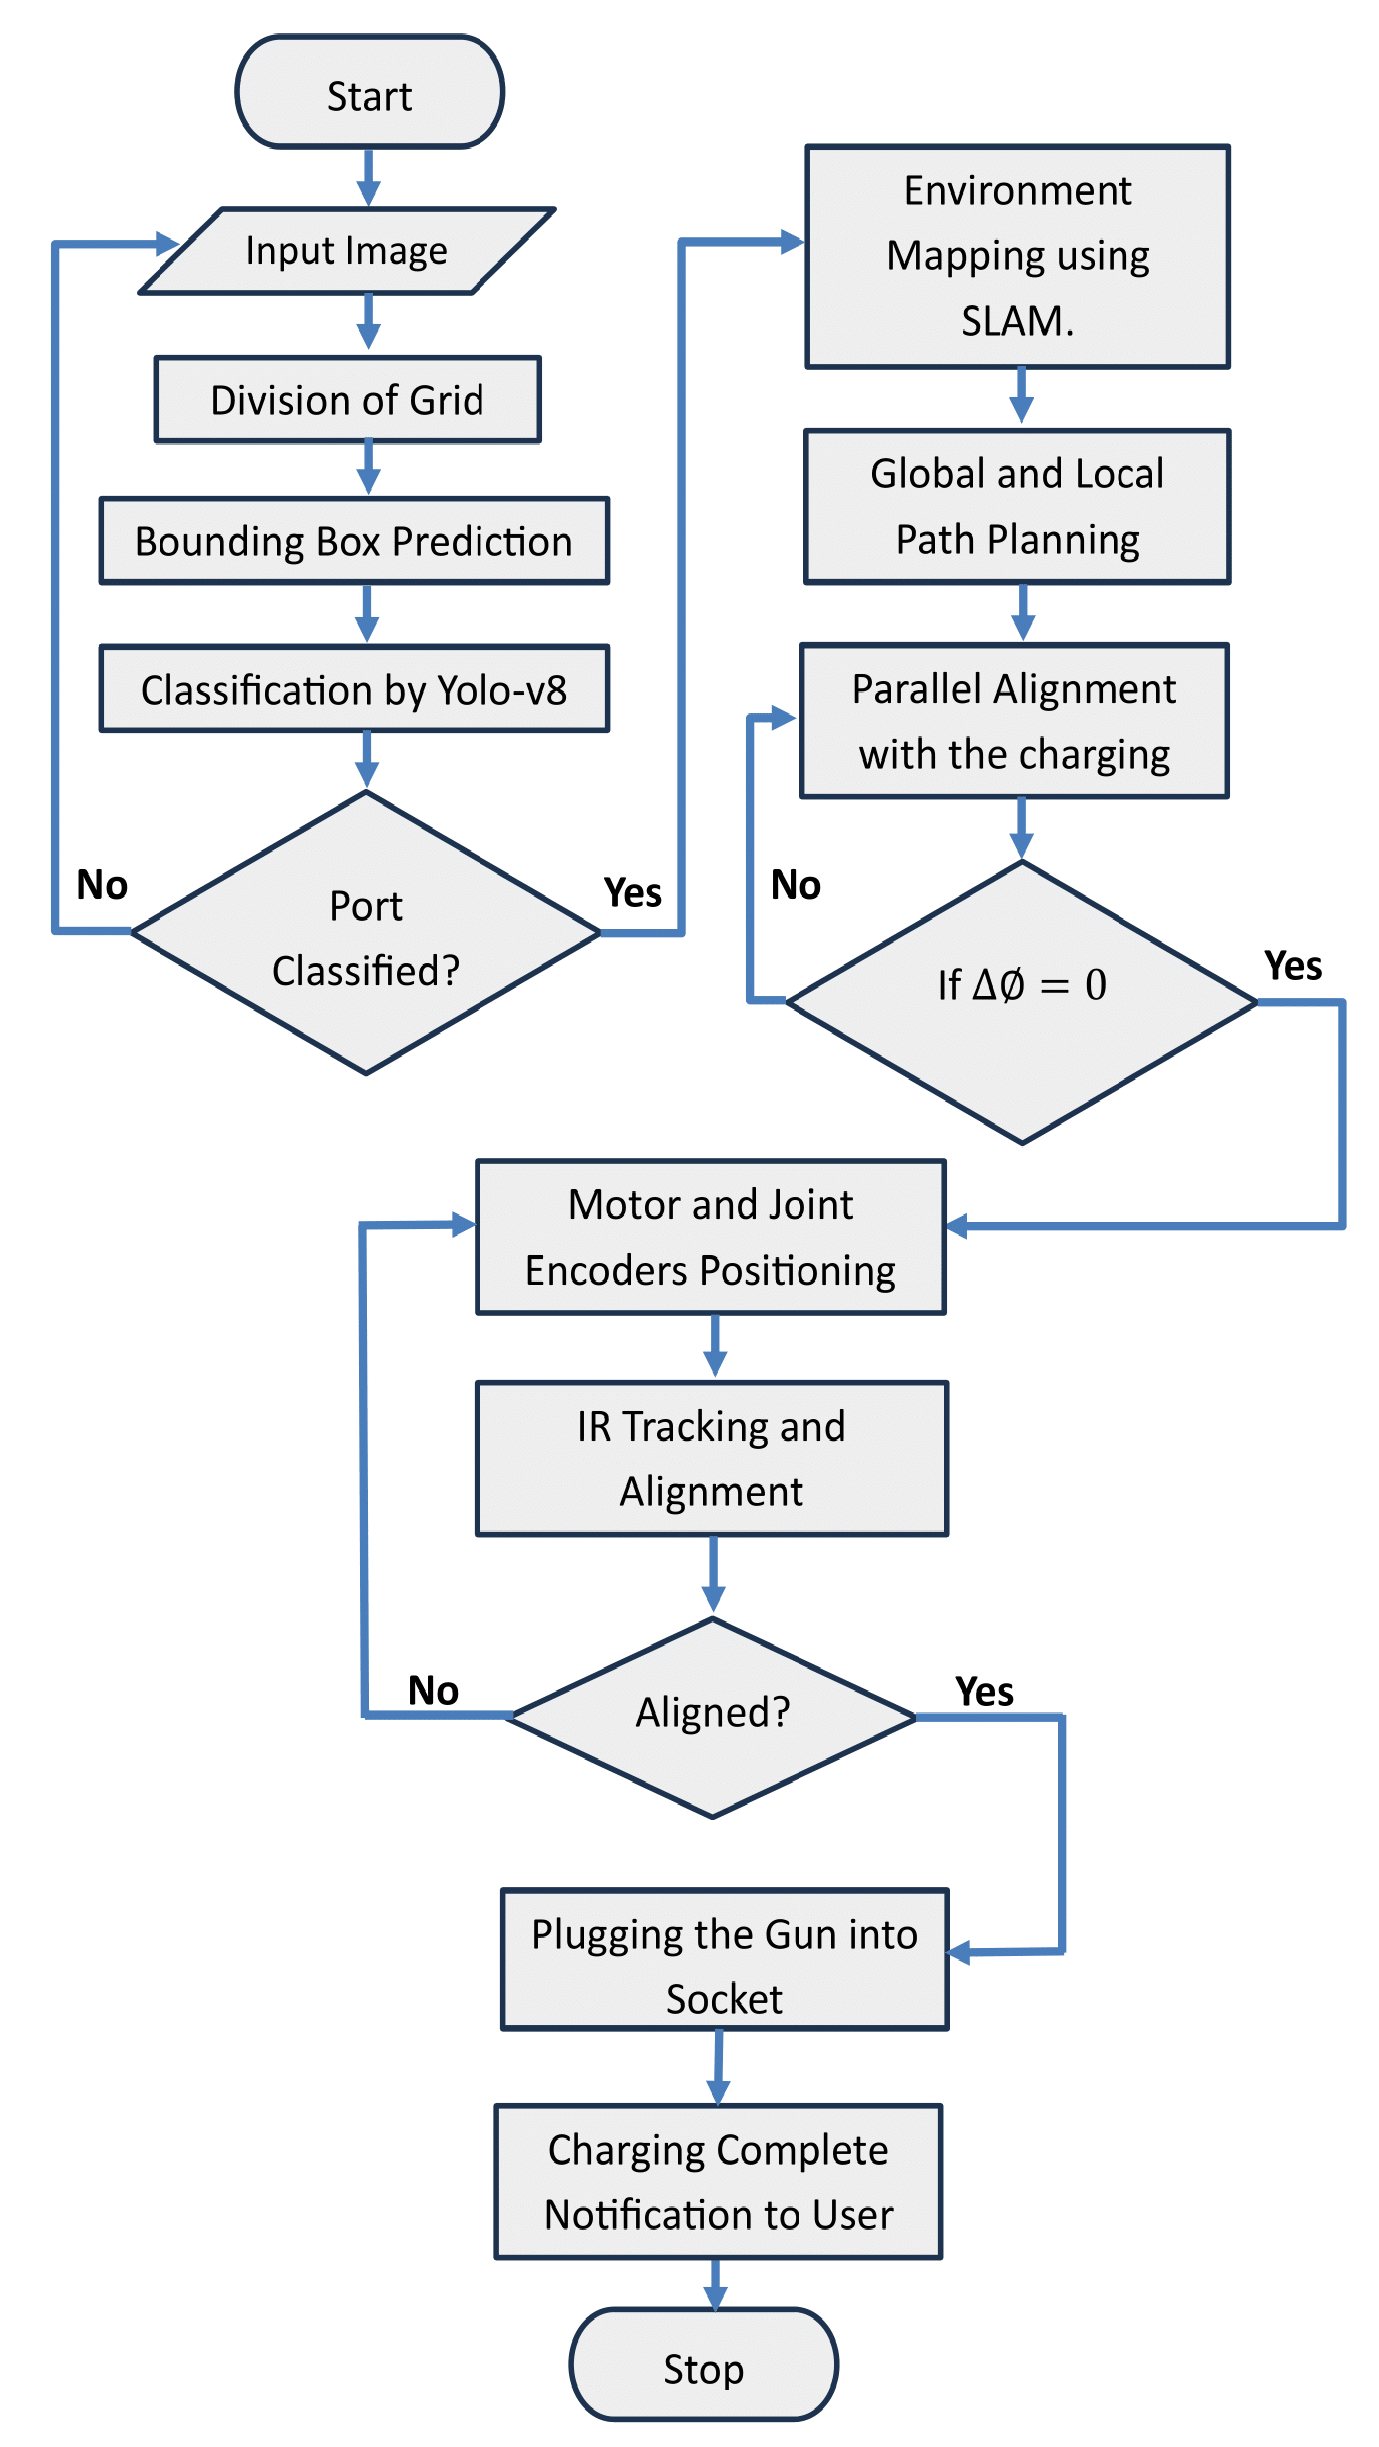 Start
Input Image
Division of Grid
Bounding Box Prediction
Classification by Yolo-v8
Port
Classified?
No
Yes
Environment
Mapping using
SLAM.
Global and Local
Path Planning
Parallel Alignment
with the charging
If Δ∅ = 0
No
Yes
Motor and Joint
Encoders Positioning
IR Tracking and
Alignment
Aligned?
No
Yes
Plugging the Gun into
Socket
Charging Complete
Notification to User
Stop